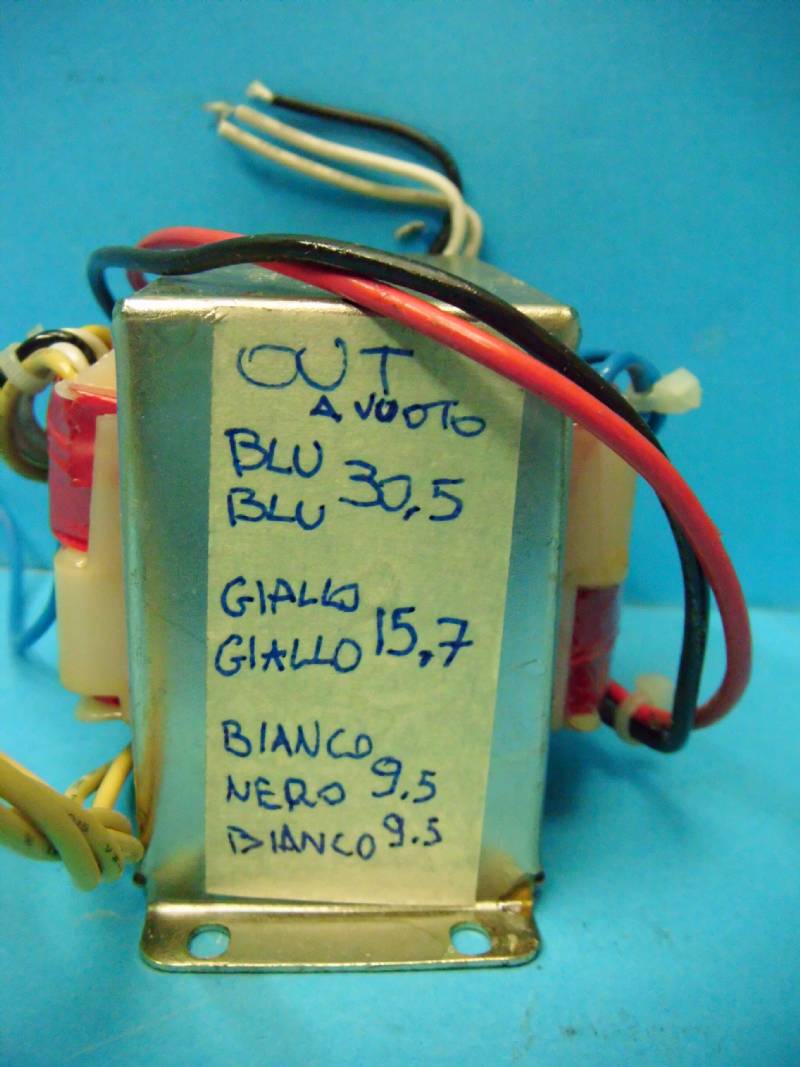 OUT
A VUOTO
BLU 30,5
BLU
GIALLO
GIALLO 15,7
BIANCO
NERO 9.5
BIANCO 9.5